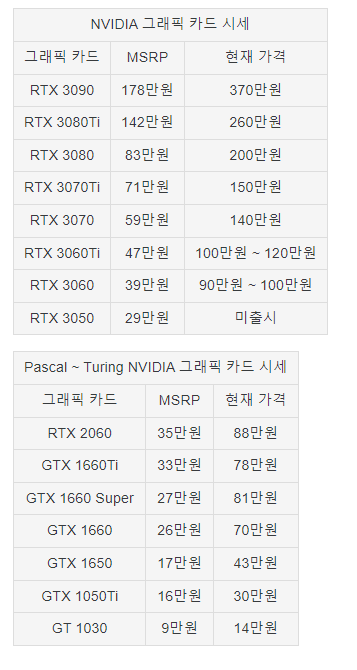 NVIDIA 그래픽 카드 시세
그래픽 카드 MSRP 현재 가격
RTX 3090 178만원 370만원
RTX 3080Ti 142만원 260만원
RTX 3080 83만원 200만원
RTX 3070Ti 71만원 150만원
RTX 3070 59만원 140만원
RTX 3060Ti 47만원 100만원 ~ 120만원
RTX 3060 39만원 90만원 ~ 100만원
RTX 3050 29만원 미출시
Pascal ~ Turing NVIDIA 그래픽 카드 시세
그래픽 카드 MSRP 현재 가격
RTX 2060 35만원 88만원
GTX 1660Ti 33만원 78만원
GTX 1660 Super 27만원 81만원
GTX 1660 26만원 70만원
GTX 1650 17만원 43만원
GTX 1050Ti 16만원 30만원
GT 1030 9만원 14만원